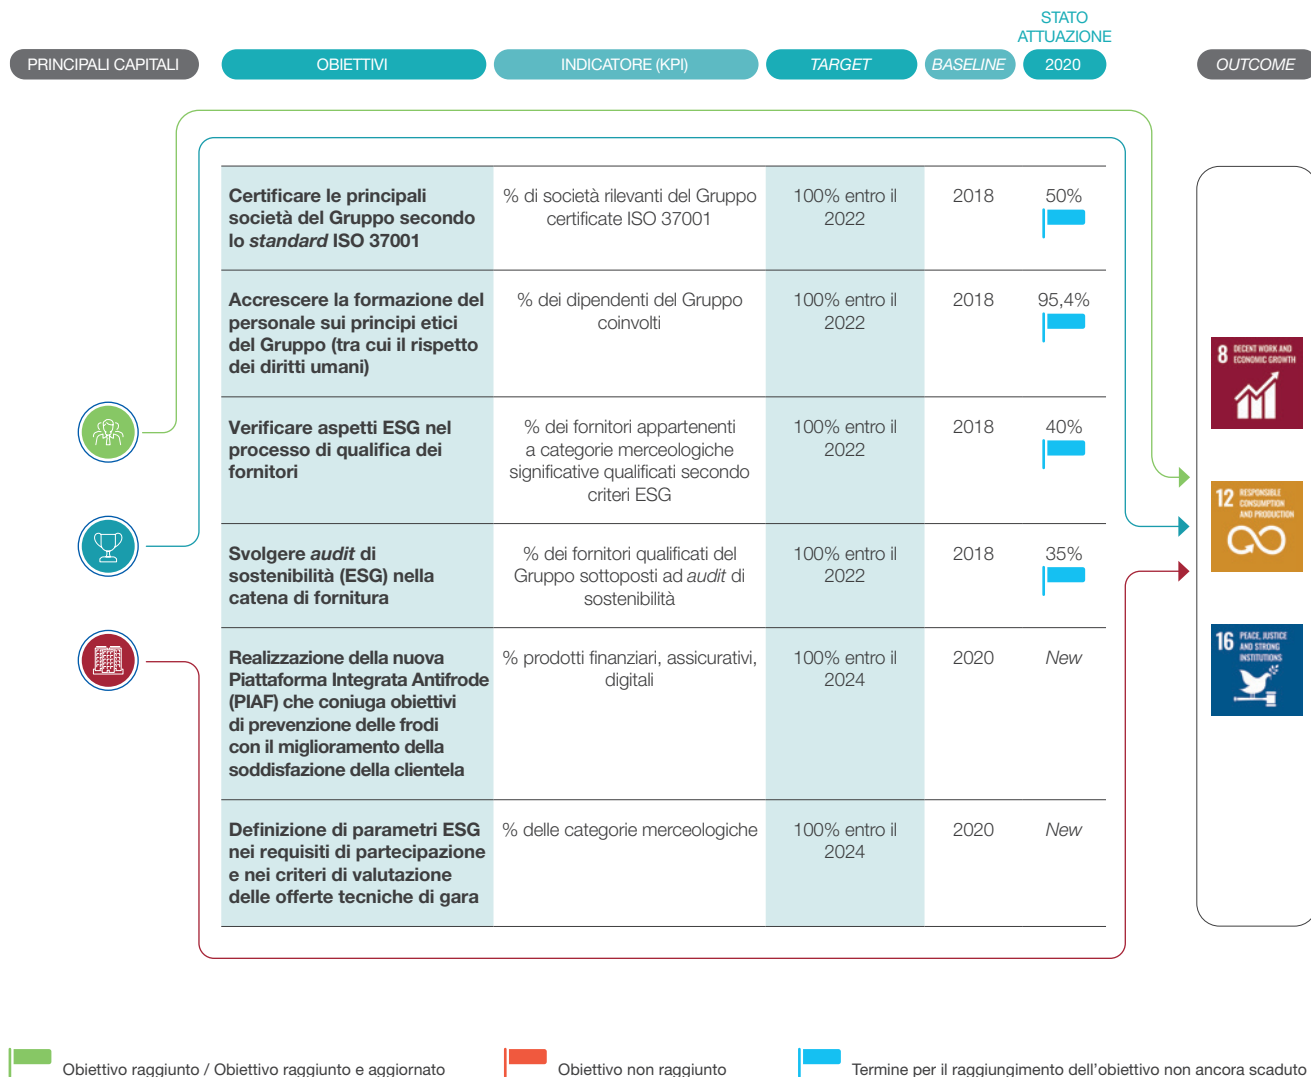 STATO
ATTUAZIONE
PRINCIPALI CAPITALI
OBIETTIVI
INDICATORE (KPI)
TARGET
BASELINE
2020
OUTCOME
Certificare le principali
società del Gruppo secondo
lo standard ISO 37001
% di società rilevanti del Gruppo
certificate ISO 37001
100% entro il
2022
2018
50%
Accrescere la formazione del
personale sui principi etici
del Gruppo (tra cui il rispetto
dei diritti umani)
% dei dipendenti del Gruppo
coinvolti
100% entro il
2022
2018
95,4%
Verificare aspetti ESG nel
processo di qualifica dei
fornitori
% dei fornitori appartenenti
a categorie merceologiche
significative qualificati secondo
criteri ESG
100% entro il
2022
2018
40%
Svolgere audit di
sostenibilità (ESG) nella
catena di fornitura
% dei fornitori qualificati del
Gruppo sottoposti ad audit di
sostenibilità
100% entro il
2022
2018
35%
Realizzazione della nuova
Piattaforma Integrata Antifrode
(PIAF) che coniuga obiettivi
di prevenzione delle frodi
con il miglioramento della
soddisfazione della clientela
% prodotti finanziari, assicurativi,
digitali
100% entro il
2024
2020
New
Definizione di parametri ESG
nei requisiti di partecipazione
e nei criteri di valutazione
delle offerte tecniche di gara
% delle categorie merceologiche
100% entro il
2024
2020
New
8 DECENT WORK AND
ECONOMIC GROWTH
12 RESPONSIBLE
CONSUMPTION
AND PRODUCTION
16 PEACE, JUSTICE
AND STRONG
INSTITUTIONS
Obiettivo raggiunto / Obiettivo raggiunto e aggiornato
Obiettivo non raggiunto
Termine per il raggiungimento dell'obiettivo non ancora scaduto